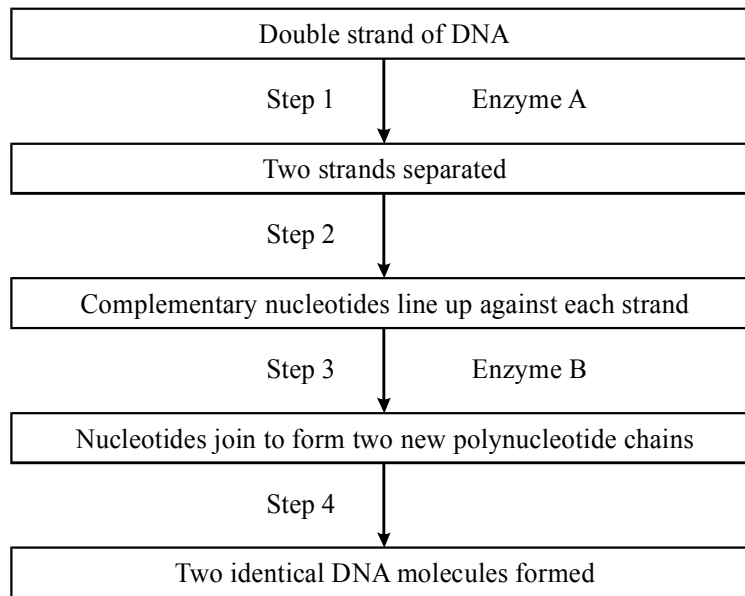 Double strand of DNA
Step 1 Enzyme A
Two strands separated
Step 2
Complementary nucleotides line up against each strand
Step 3 Enzyme B
Nucleotides join to form two new polynucleotide chains
Step 4
Two identical DNA molecules formed